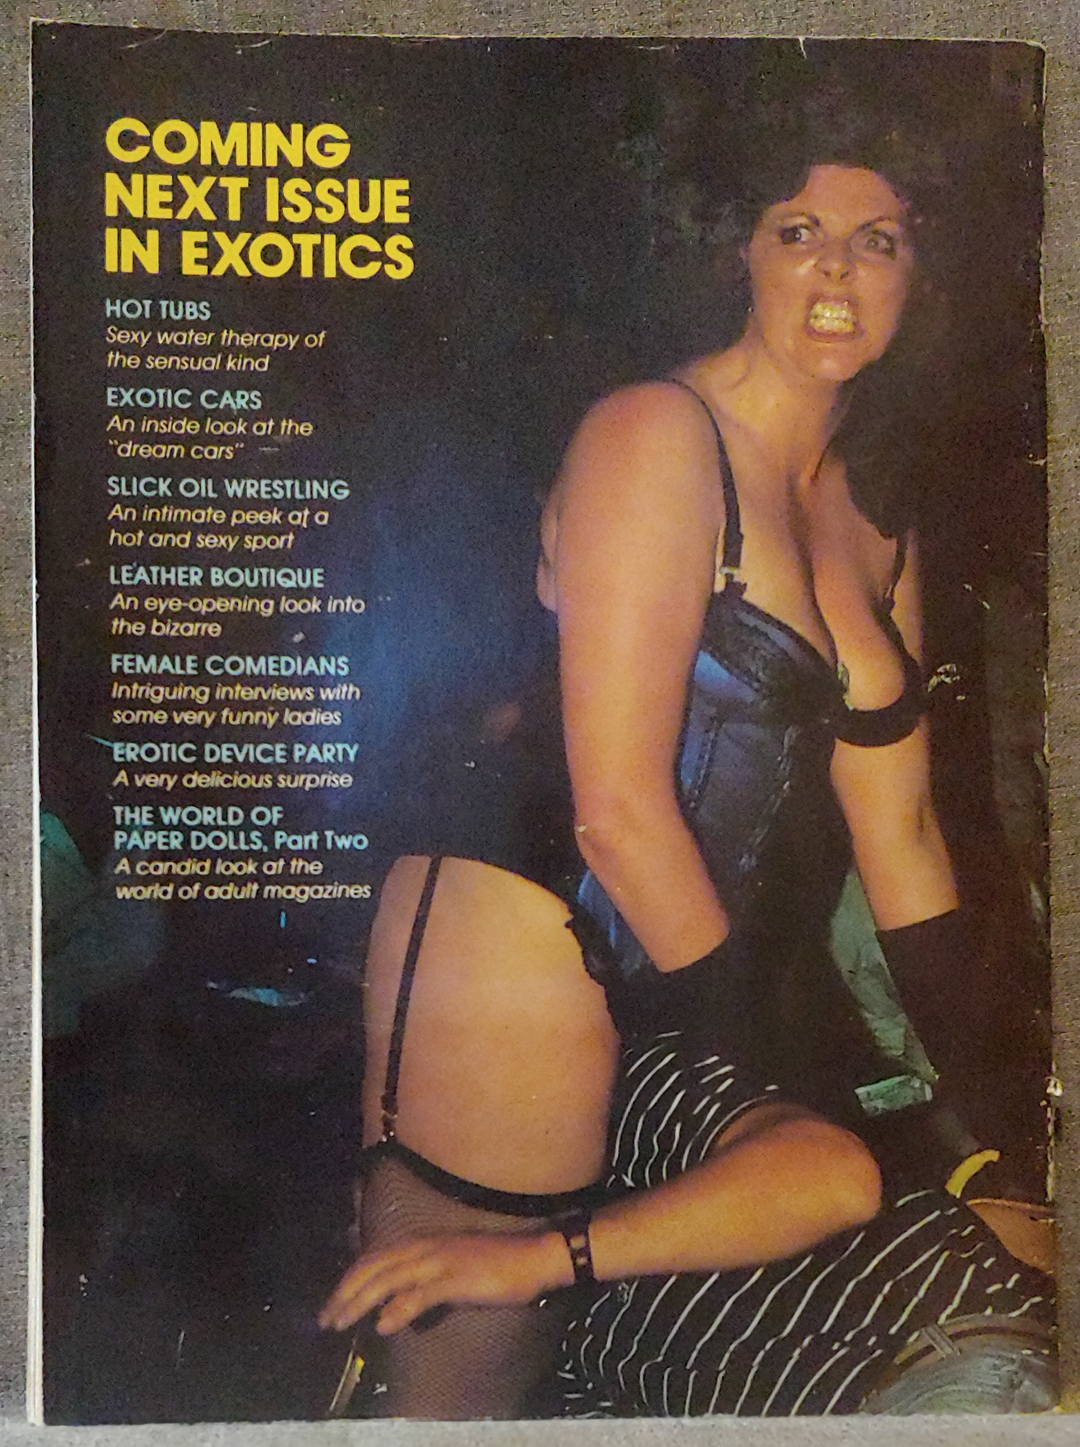 COMING
NEXT ISSUE
IN EXOTICS
HOT TUBS
Sexy water therapy of
the sensual kind
EXOTIC CARS
An inside look at the
"dream cars"
SLICK OIL WRESTLING
An intimate peek at a
hot and sexy sport
LEATHER BOUTIQUE
An eye-opening look into
the bizarre
FEMALE COMEDIANS
Intriguing interviews with
some very funny ladies
EROTIC DEVICE PARTY
A very delicious surprise
THE WORLD OF
PAPER DOLLS, Part Two
A candid look at the
world of adult magazines